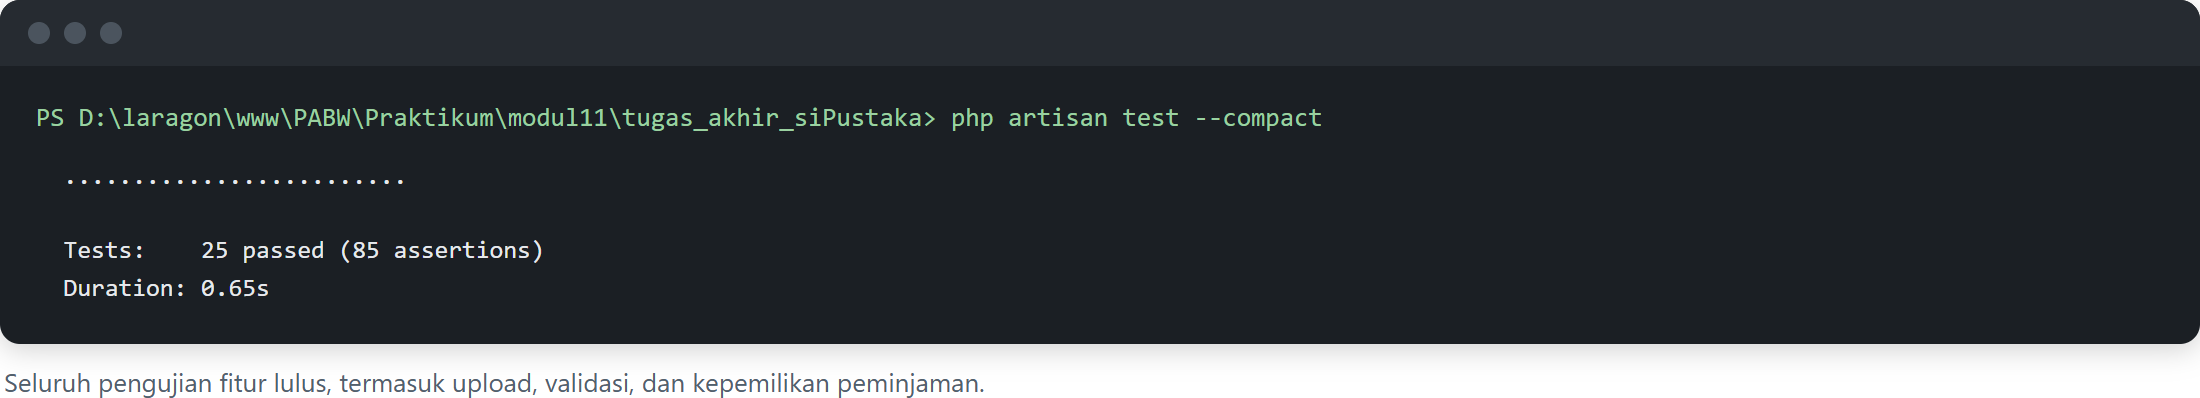 PS D:\laragon\www\PABW\Praktikum\modul11\tugas_akhir_siPustaka> php artisan test --compact
.........................
Tests:    25 passed (85 assertions)
Duration: 0.65s
Seluruh pengujian fitur lulus, termasuk upload, validasi, dan kepemilikan peminjaman.